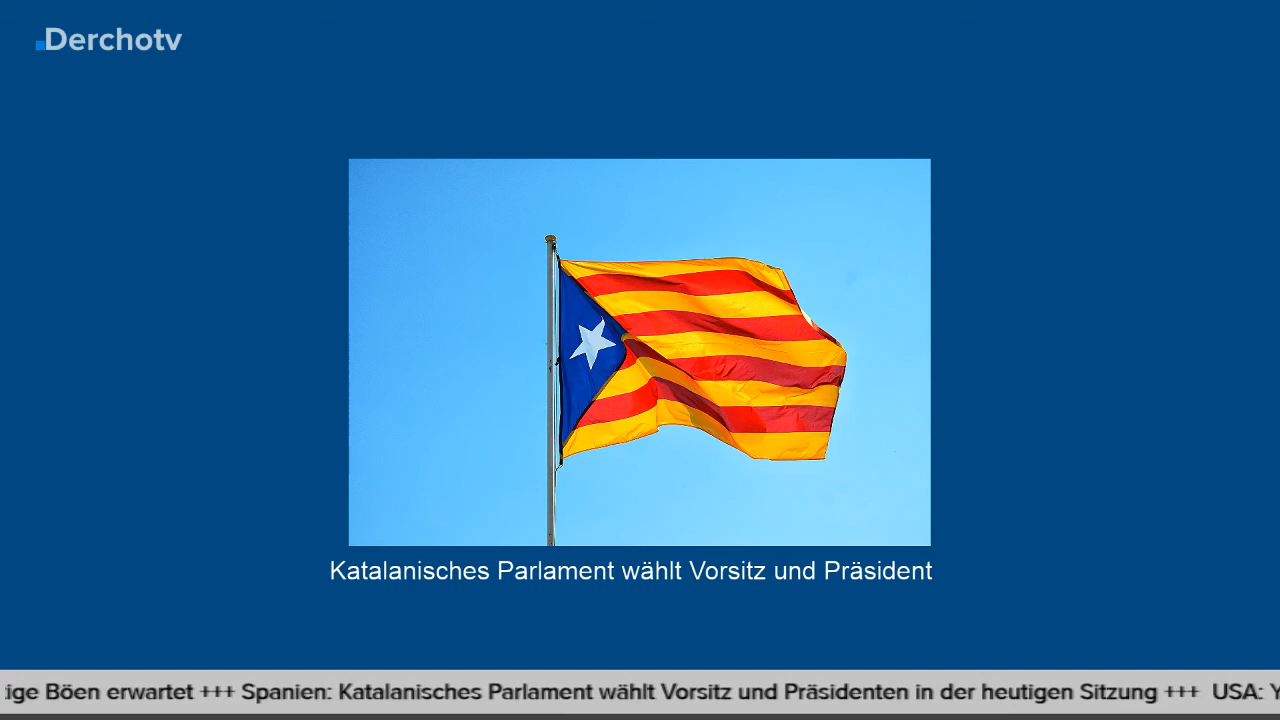 Derchotv
Katalanisches Parlament wählt Vorsitz und Präsident
ige Böen erwartet +++ Spanien: Katalanisches Parlament wählt Vorsitz und Präsidenten in der heutigen Sitzung +++ USA: Y